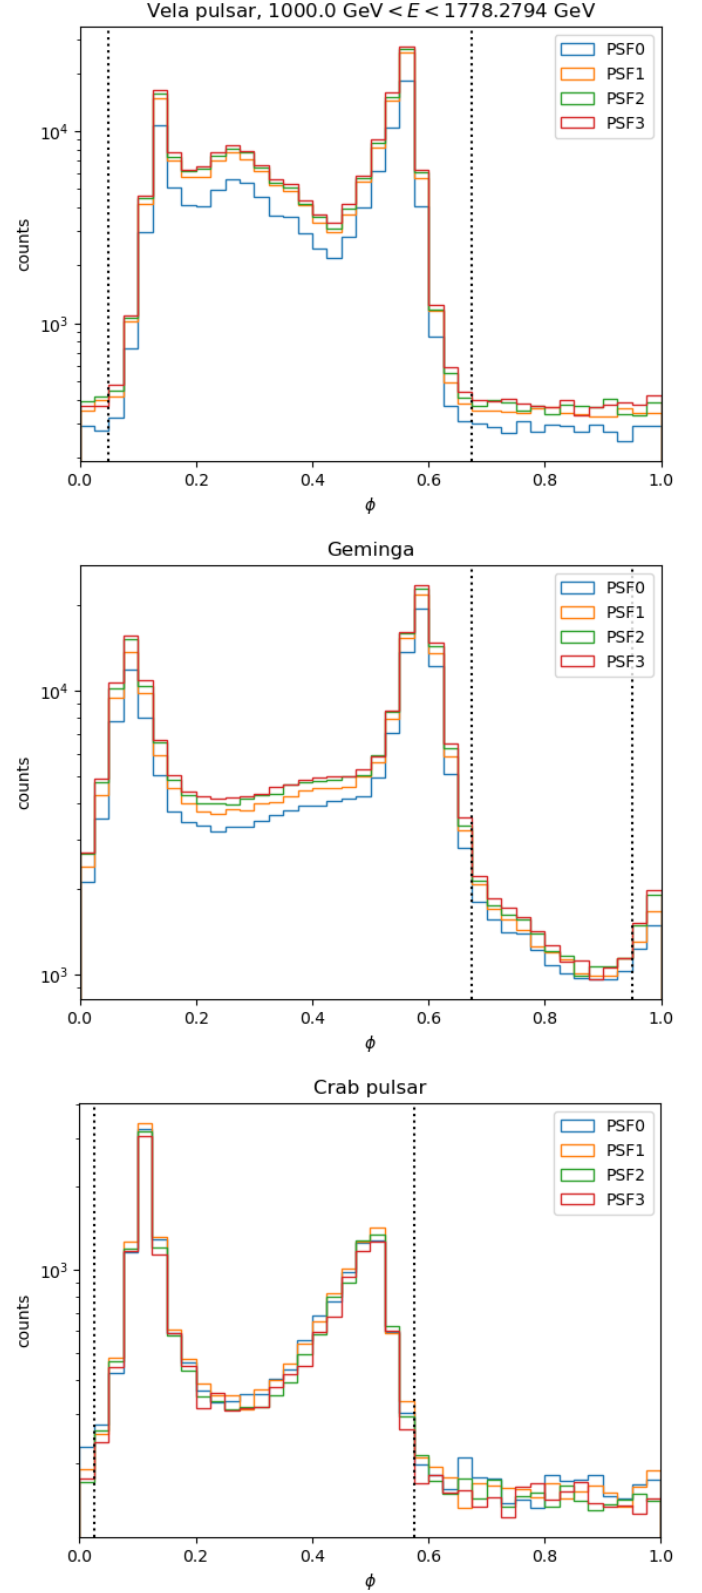 Vela pulsar, 1000.0 GeV < E < 1778.2794 GeV
PSF0
PSF1
PSF2
PSF3
10⁴
10³
counts
0.0 0.2 0.4 0.6 0.8 1.0
ϕ
Geminga
PSF0
PSF1
PSF2
PSF3
10⁴
10³
counts
0.0 0.2 0.4 0.6 0.8 1.0
ϕ
Crab pulsar
PSF0
PSF1
PSF2
PSF3
10³
counts
0.0 0.2 0.4 0.6 0.8 1.0
ϕ